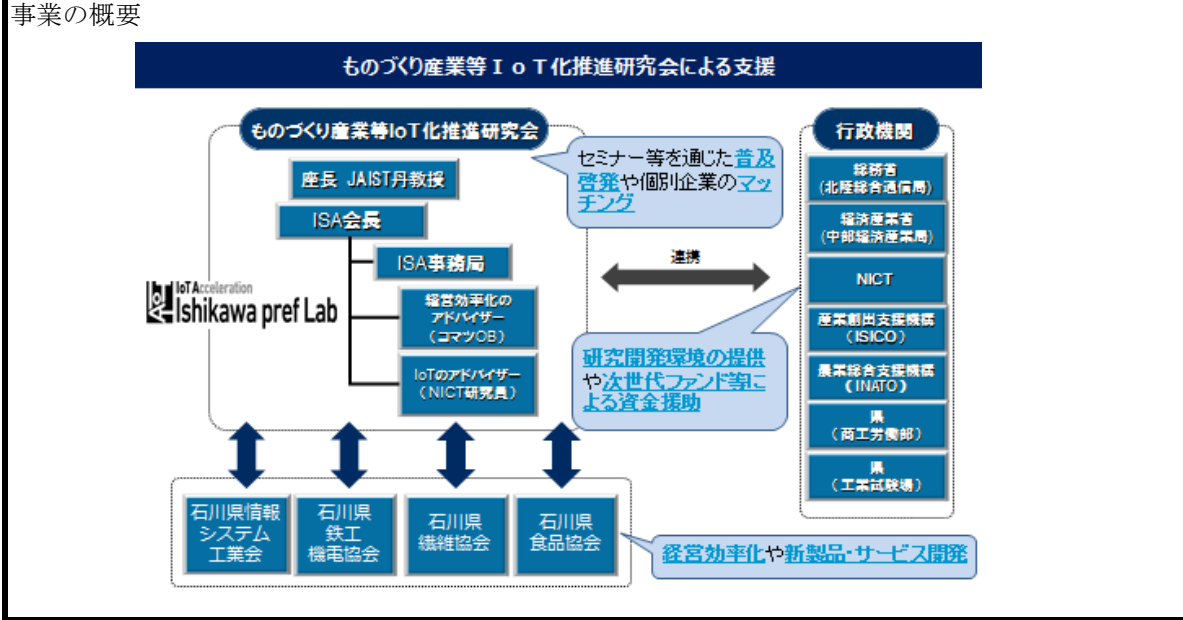 事業の概要
ものづくり産業等ＩｏＴ化推進研究会による支援
ものづくり産業等IoT化推進研究会
座長 JAIST丹教授
ISA会長
ISA事務局
経営効率化の
アドバイザー
（コマツOB）
IoTのアドバイザー
（NICT研究員）
IoT Acceleration
Ishikawa pref Lab
セミナー等を通じた普及
啓発や個別企業のマッ
チング
連携
研究開発環境の提供
や次世代ファンド等に
よる資金援助
行政機関
総務省
(北陸総合通信局)
経済産業省
(中部経済産業局)
NICT
産業創出支援機構
（ISICO）
農業総合支援機構
（INATO）
県
（商工労働部）
県
（工業試験場）
石川県情報
システム
工業会
石川県
鉄工
機電協会
石川県
繊維協会
石川県
食品協会
経営効率化や新製品・サービス開発